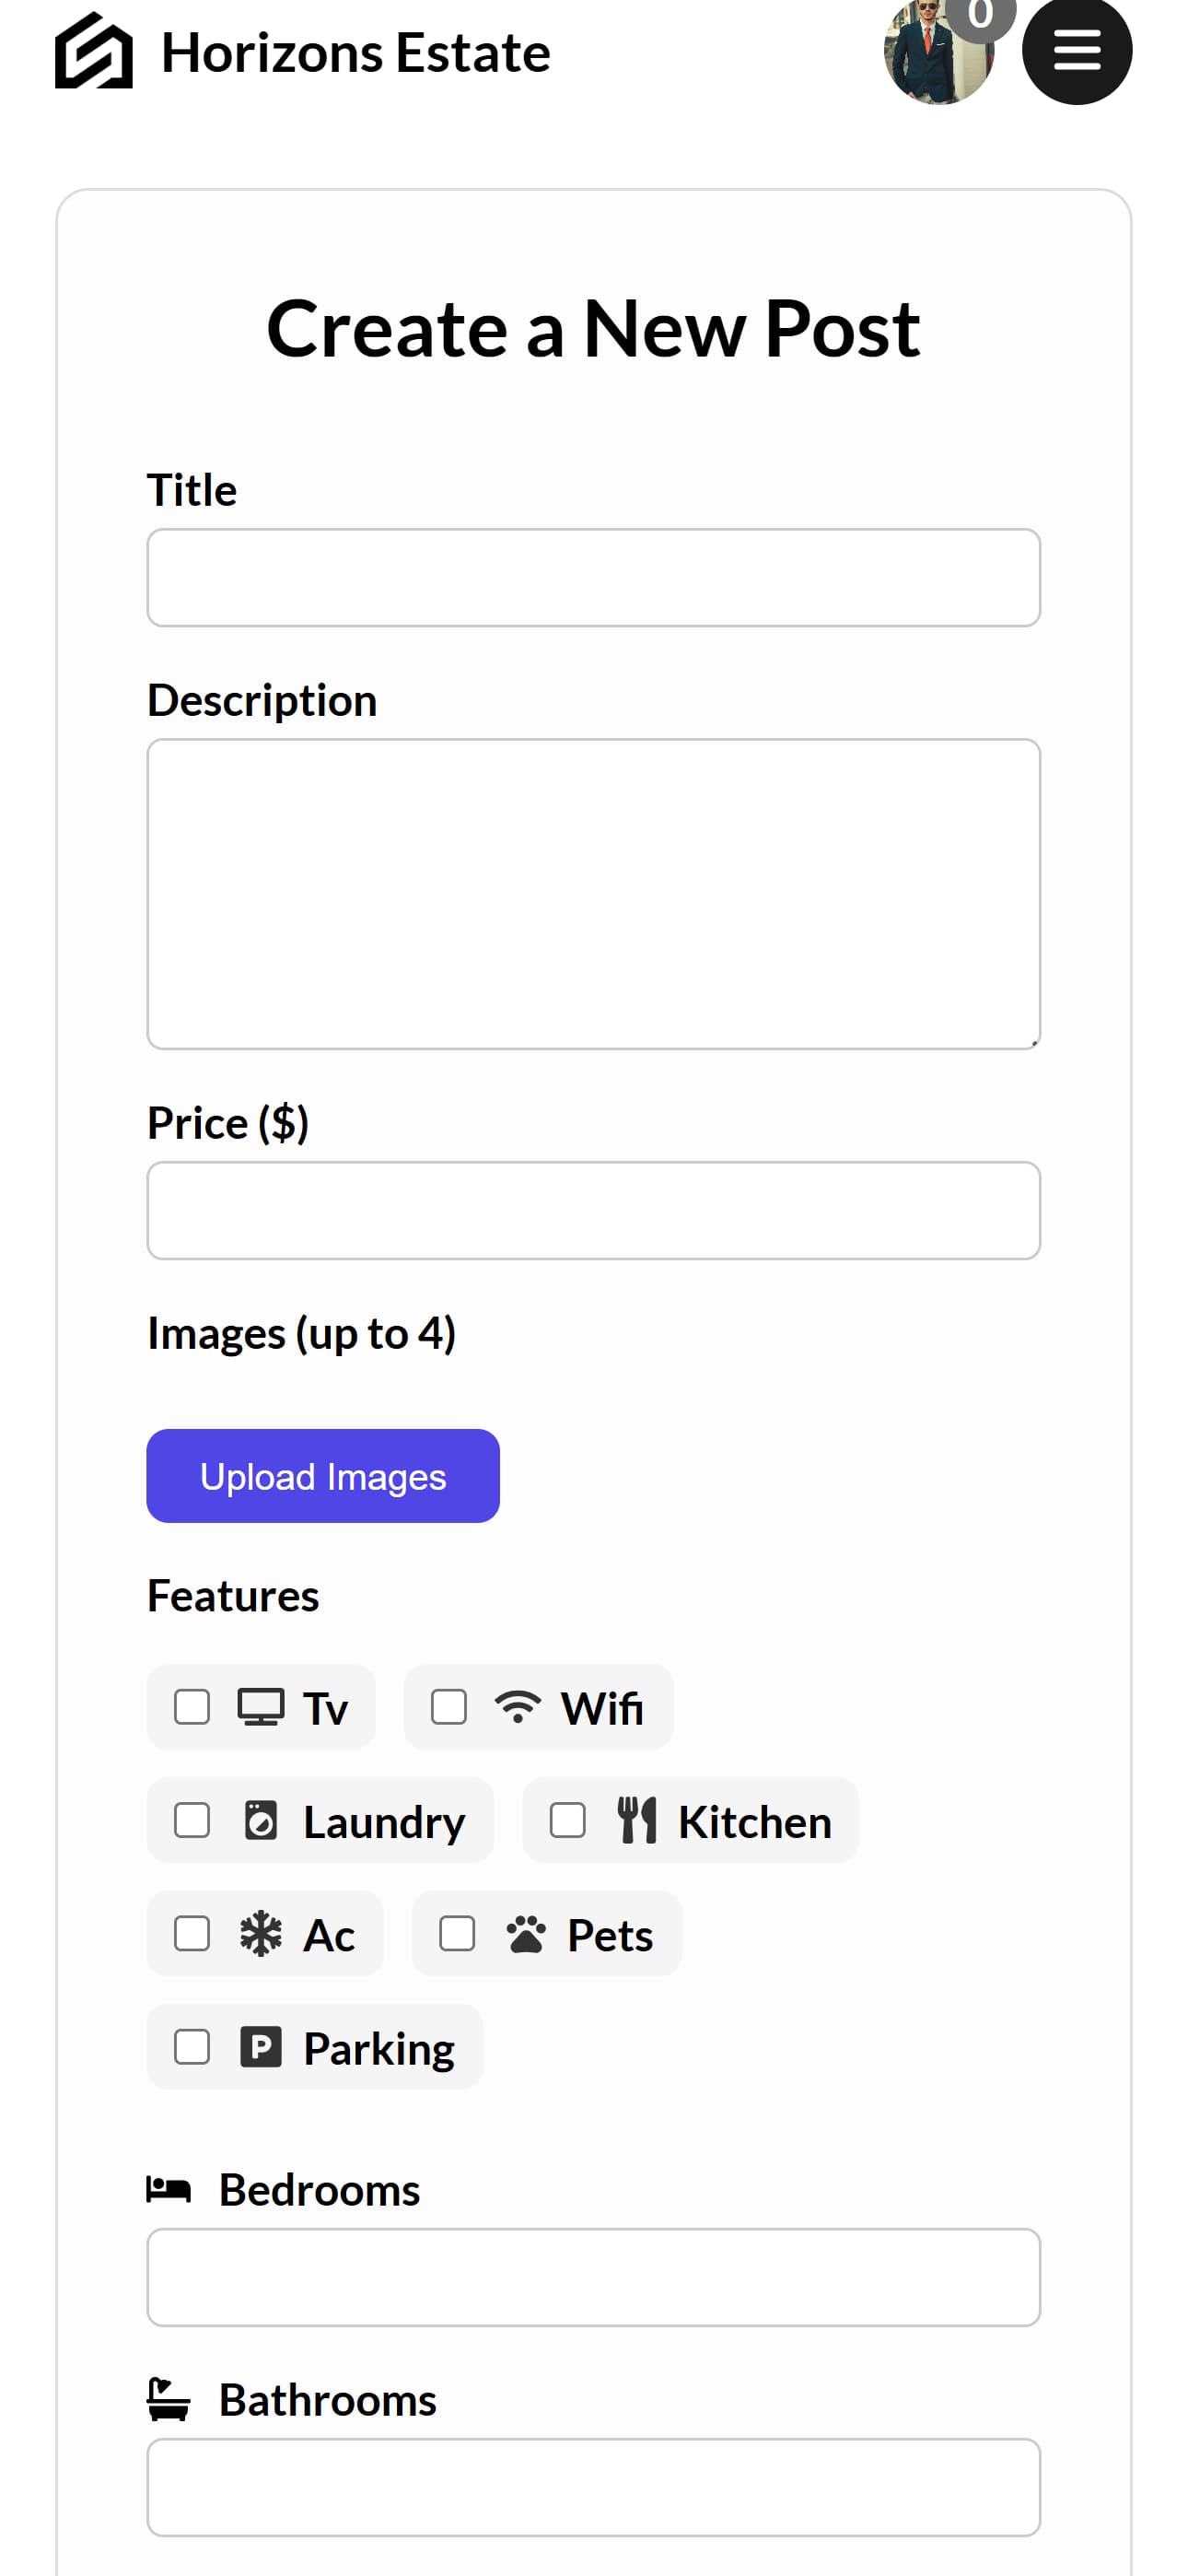 Horizons Estate
0
Create a New Post
Title
Description
Price ($)
Images (up to 4)
Upload Images
Features
Tv Wifi
Laundry Kitchen
Ac Pets
P Parking
Bedrooms
Bathrooms